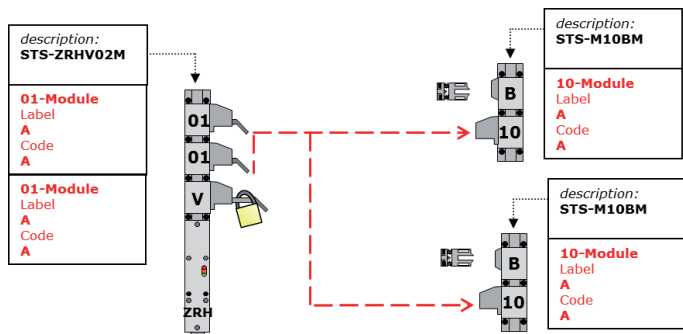 description:
STS-ZRHV02M
01-Module
Label
A
Code
A
01-Module
Label
A
Code
A
01
01
V
ZRH
B
10
description:
STS-M10BM
10-Module
Label
A
Code
A
B
10
description:
STS-M10BM
10-Module
Label
A
Code
A